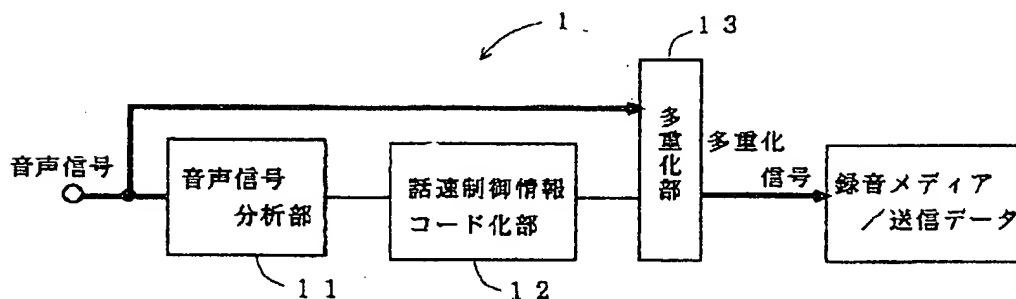 1
13
音声信号
音声信号
分析部
話速制御情報
コード化部
多重化部
多重化
信号
録音メディア
/送信データ
11
12